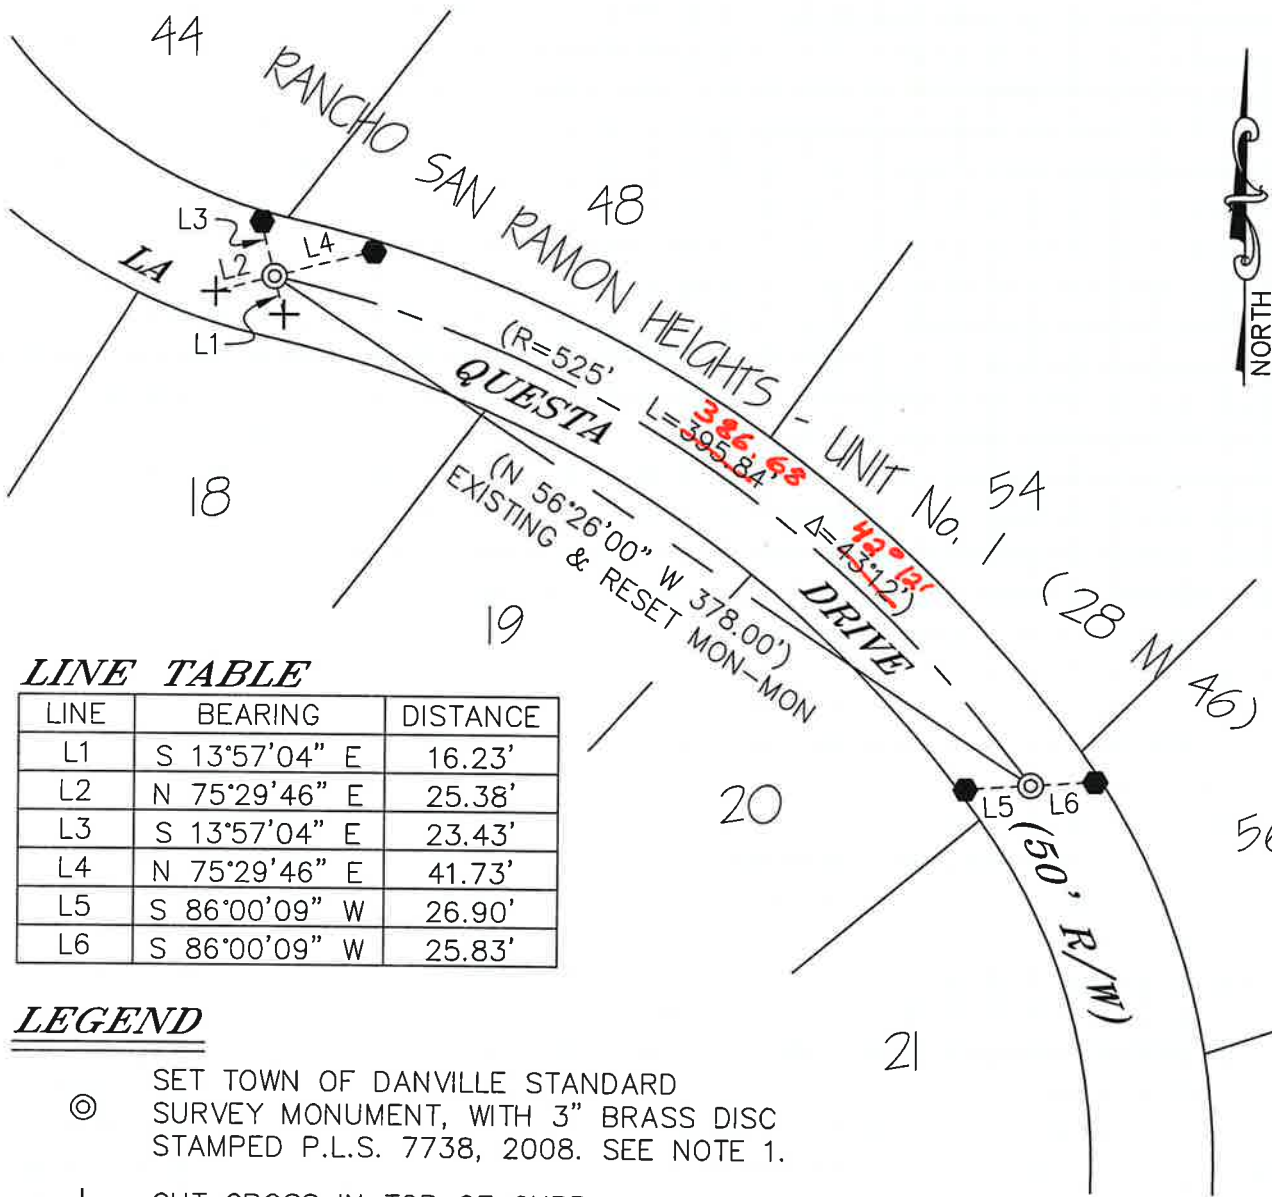 44
RANCHO SAN RAMON HEIGHTS - UNIT No. 1 (28 M 46)
48
L3
L4
L2
L1
LA QUESTA DRIVE
(R=525'
L=395.84'
386.68
Δ=43°12')
42°12'
NORTH
(N 56°26'00" W 378.00')
EXISTING & RESET MON-MON
18
19
54
20
L5
L6
56
(50' R/W)
21
LINE TABLE
LINE BEARING DISTANCE
L1 S 13°57'04" E 16.23'
L2 N 75°29'46" E 25.38'
L3 S 13°57'04" E 23.43'
L4 N 75°29'46" E 41.73'
L5 S 86°00'09" W 26.90'
L6 S 86°00'09" W 25.83'
LEGEND
SET TOWN OF DANVILLE STANDARD
SURVEY MONUMENT, WITH 3" BRASS DISC
STAMPED P.L.S. 7738, 2008. SEE NOTE 1.